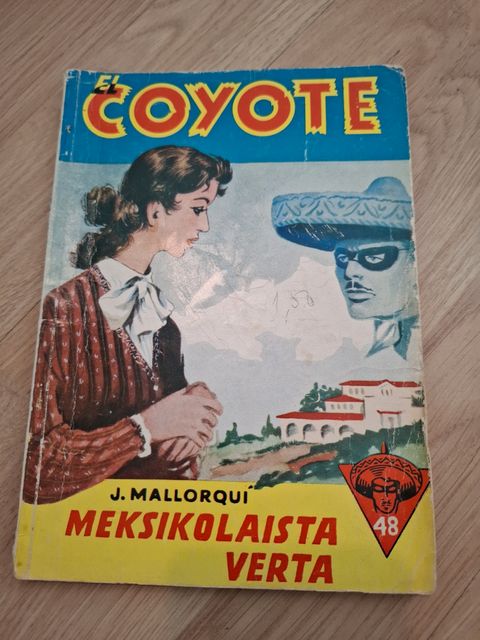 EL
COYOTE
1,50
J. MALLORQUÍ
48
MEKSIKOLAISTA
VERTA